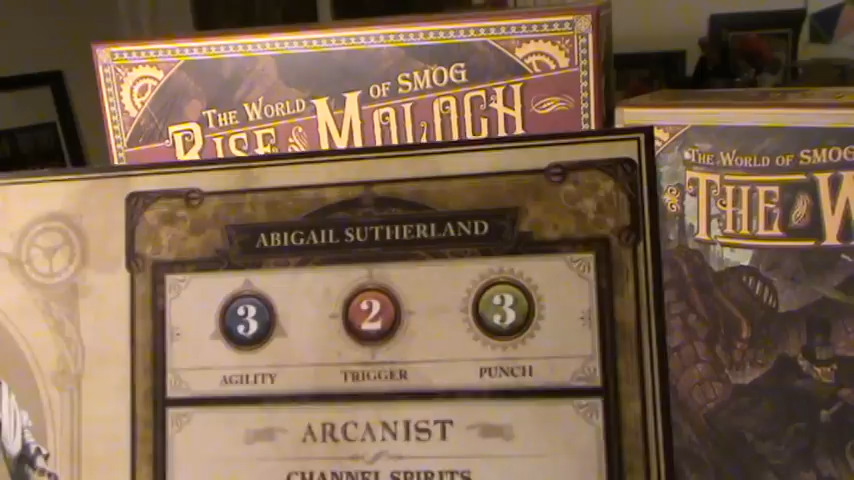 THE WORLD OF SMOG
RISE OF MOLOCH
THE WORLD OF SMOG
THE
ABIGAIL SUTHERLAND
3 2 3
AGILITY TRIGGER PUNCH
ARCANIST
CHANNEL SPIRITS